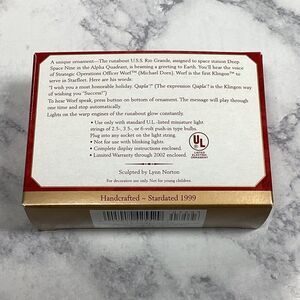 A unique ornament—The runabout U.S.S. Rio Grande, assigned to space station Deep
Space Nine in the Alpha Quadrant, is beaming a greeting to Earth. You'll hear the voice
of Strategic Operations Officer Worf™ (Michael Dorn). Worf is the first Klingon™ to
serve in Starfleet. Here are his honorable words:
"I wish you a most honorable holiday. Qapla'!" (The expression Qapla'! is the Klingon way
of wishing you "Success!")
To hear Worf speak, press button on bottom of ornament. The message will play through
one time and stop automatically.
Lights on the warp engines of the runabout glow constantly.
• Use only with standard U.L.-listed miniature light
strings of 2.5-, 3.5-, or 6-volt push-in type bulbs.
Plug into any socket on the light string.
• Not for use with blinking lights.
• Complete display instructions enclosed.
• Limited Warranty through 2002 enclosed.
UL
Sculpted by Lynn Norton
For decoration use only. Not for young children.
Handcrafted ~ Stardated 1999